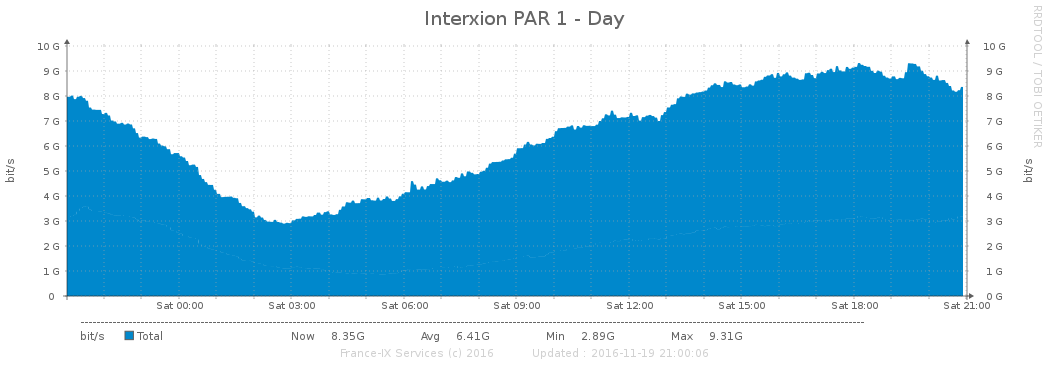 Interxion PAR 1 - Day
RRDTOOL / TOBI OETIKER
10 G 10 G
9 G 9 G
8 G 8 G
7 G 7 G
6 G 6 G
5 G 5 G
4 G 4 G
3 G 3 G
2 G 2 G
1 G 1 G
0 0 G
bit/s bit/s
Sat 00:00 Sat 03:00 Sat 06:00 Sat 09:00 Sat 12:00 Sat 15:00 Sat 18:00 Sat 21:00
bit/s Total Now 8.35G Avg 6.41G Min 2.89G Max 9.31G
France-IX Services (c) 2016 Updated : 2016-11-19 21:00:06